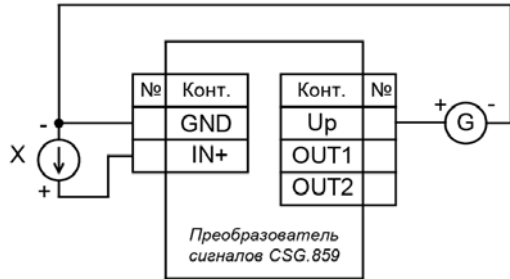 № Конт. Конт. №
GND Up + G -
- IN+ OUT1
X
+ OUT2
Преобразователь
сигналов CSG.859